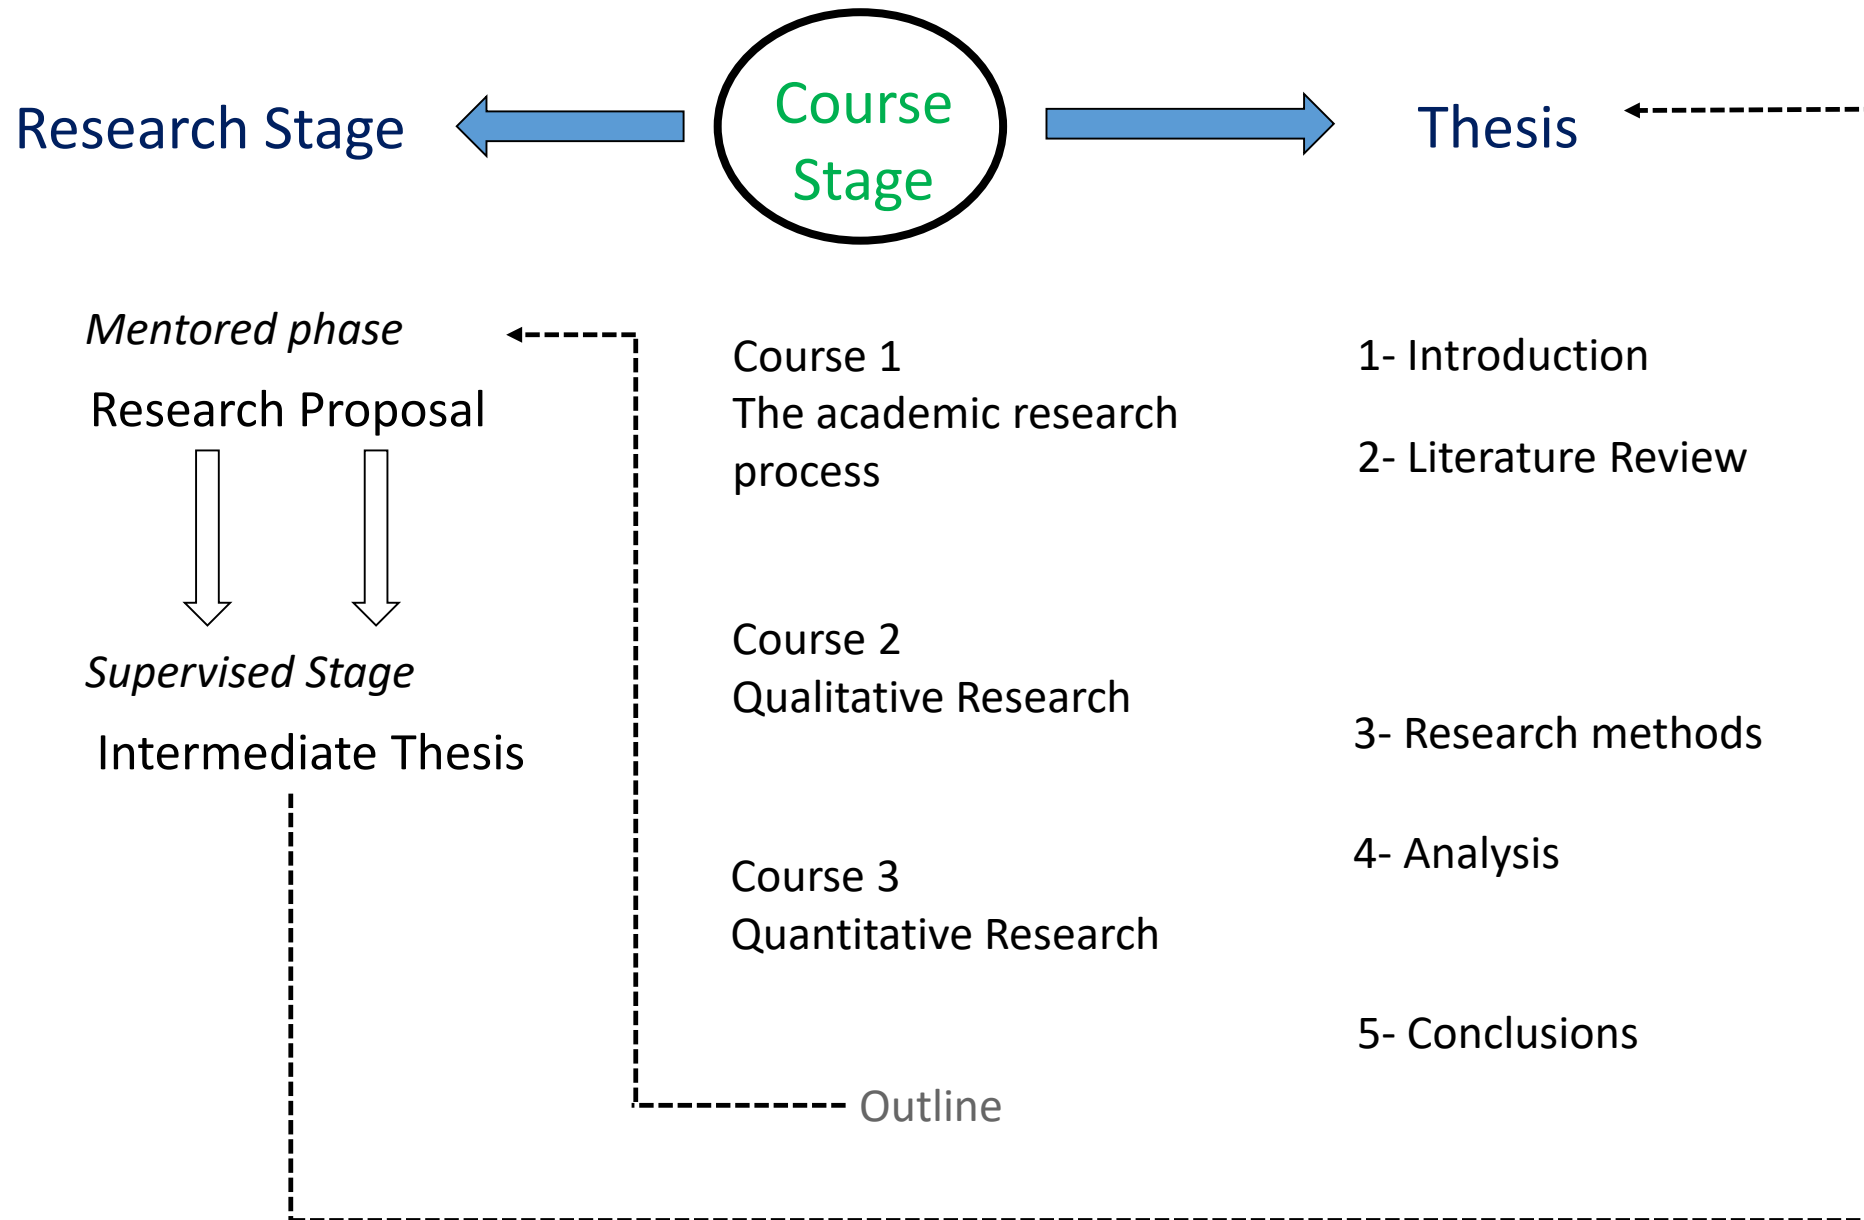 Research Stage
Course
Stage
Thesis
Mentored phase
Research Proposal
Supervised Stage
Intermediate Thesis
Course 1
The academic research
process
Course 2
Qualitative Research
Course 3
Quantitative Research
Outline
1- Introduction
2- Literature Review
3- Research methods
4- Analysis
5- Conclusions